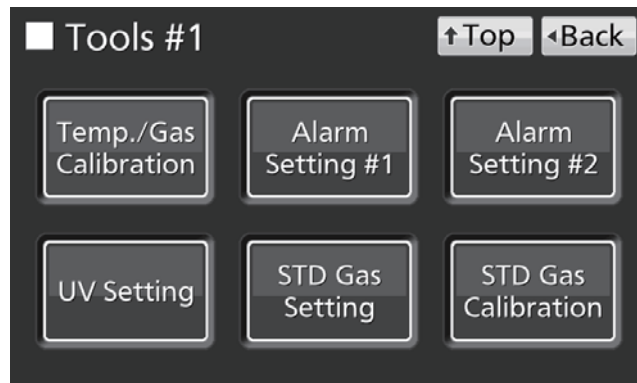 Tools #1
↑Top
◂Back
Temp./Gas
Calibration
Alarm
Setting #1
Alarm
Setting #2
UV Setting
STD Gas
Setting
STD Gas
Calibration